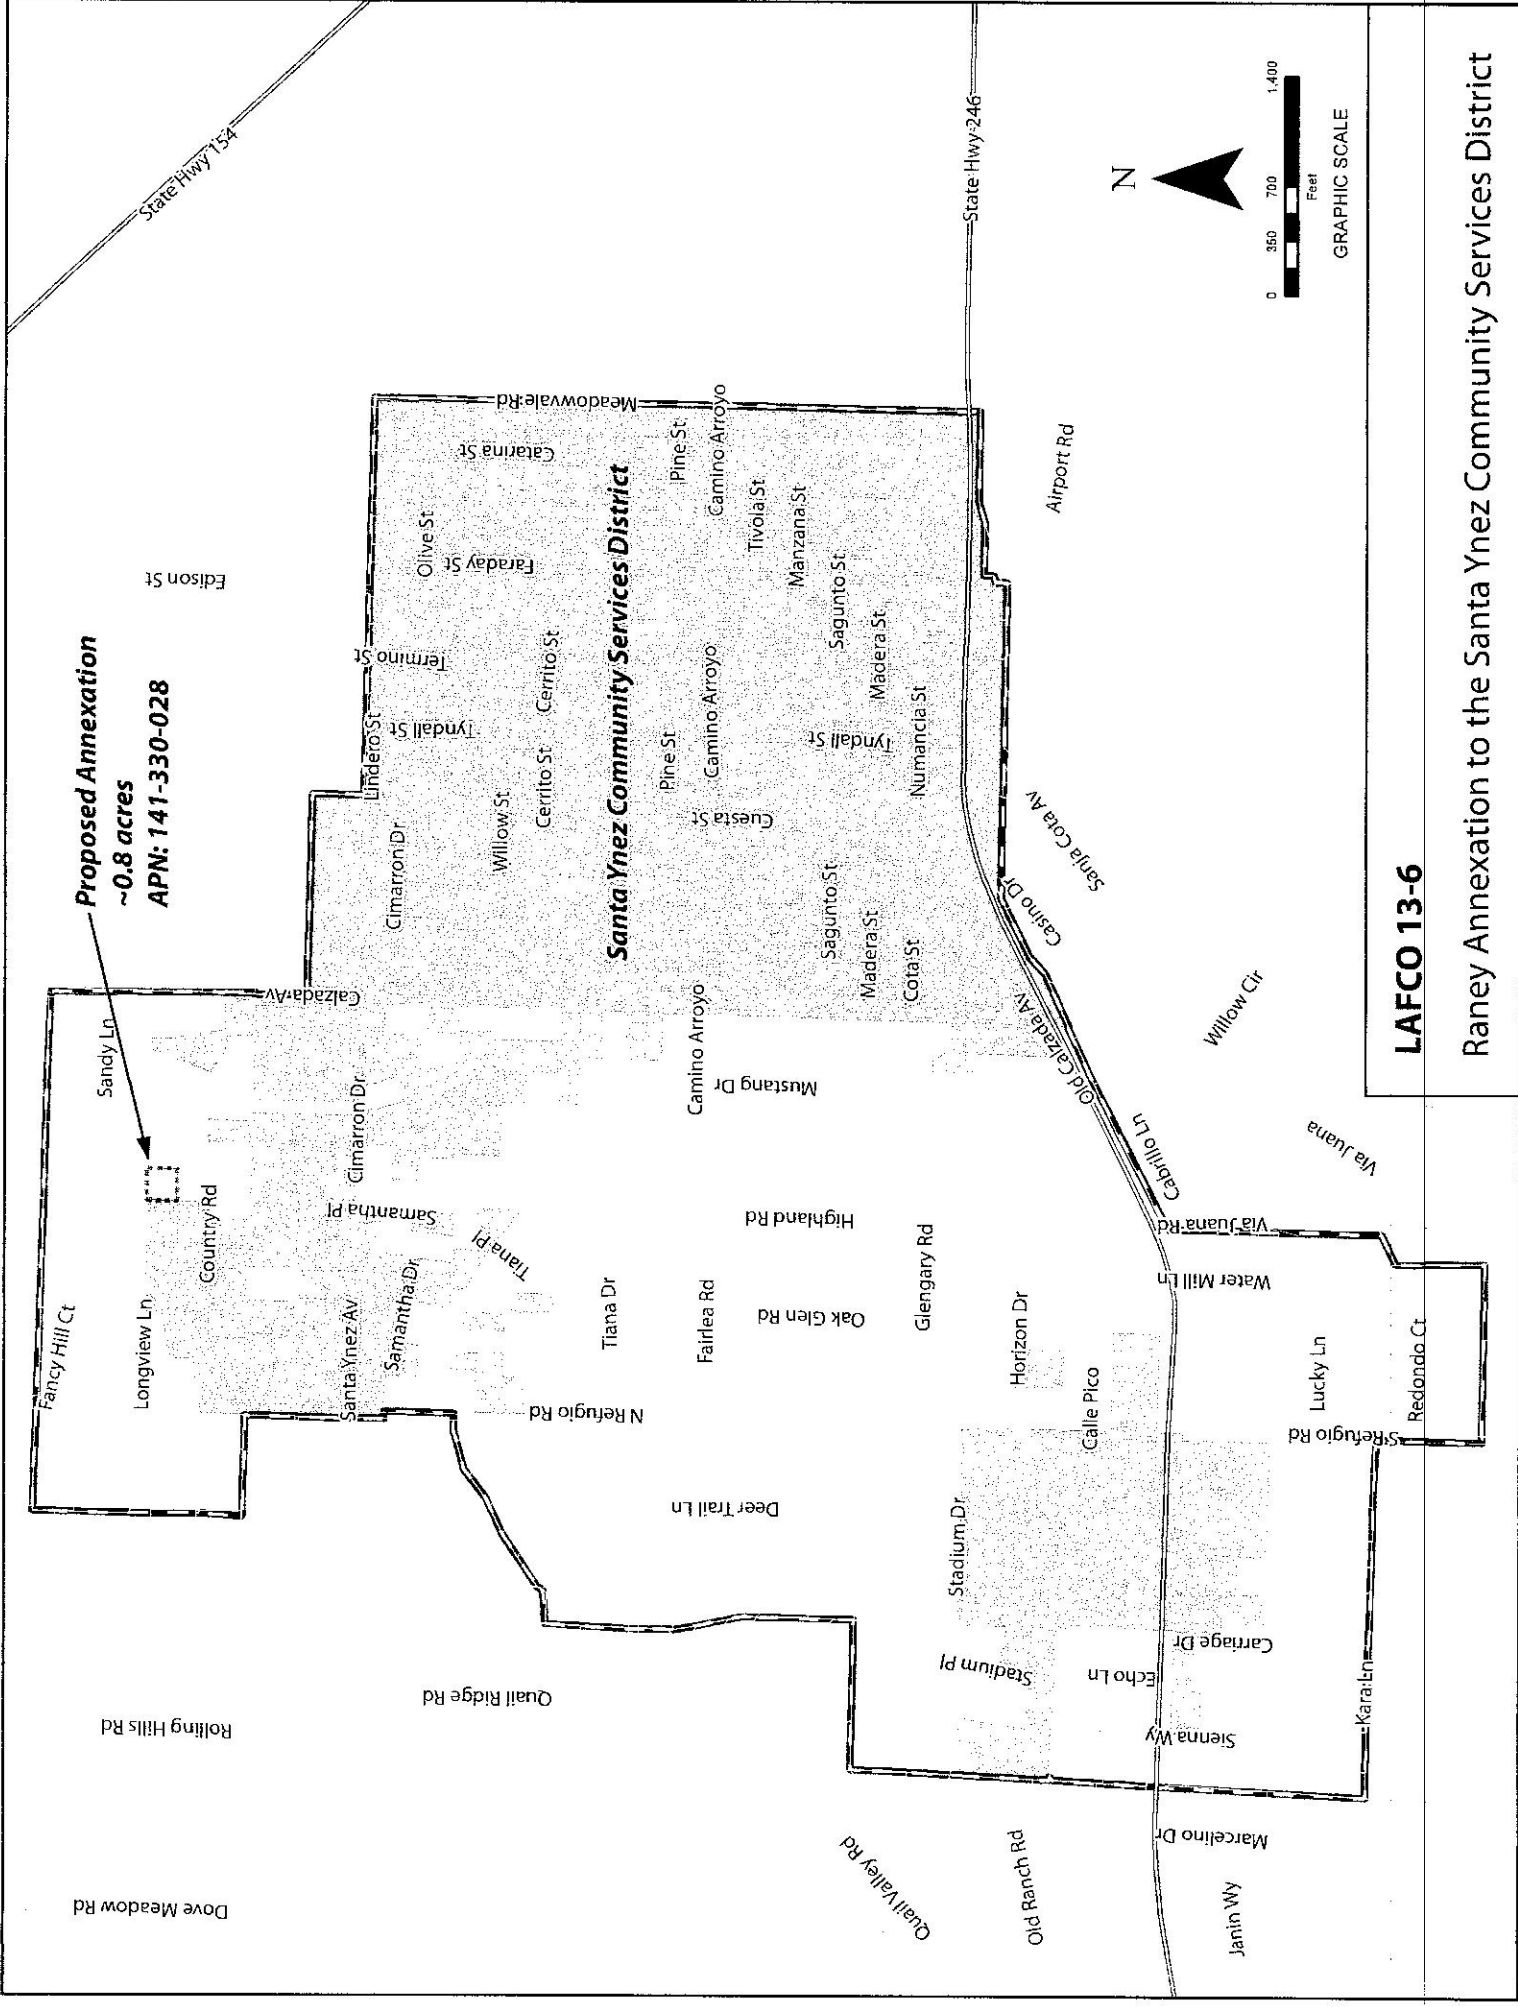 State Hwy 154
Edison St
Rolling Hills Rd
Dove Meadow Rd
Proposed Annexation
~0.8 acres
APN: 141-330-028
Fancy Hill Ct
Sandy Ln
Longview Ln
Country Rd
Calzada Av
Lindero St
Termino St
Tyndall St
Olive St
Faraday St
Catarina St
Meadowvale Rd
Cimarron Dr
Cimarron Dr
Samantha Pl
Santa Ynez Av
Samantha Dr
Tiana Pl
Willow St
Cerrito St
Cerrito St
Quail Ridge Rd
N Refugio Rd
Tiana Dr
Santa Ynez Community Services District
Pine St
Pine St
Camino Arroyo
Camino Arroyo
Camino Arroyo
Deer Trail Ln
Fairlea Rd
Highland Rd
Mustang Dr
Cuesta St
Tivola St
Manzana St
Oak Glen Rd
Sagunto St
Sagunto St
Tyndall St
Madera St
Madera St
Quail Valley Rd
Glengary Rd
Cota St
Numancia St
State Hwy 246
Stadium Dr
Stadium Pl
Horizon Dr
Old Calzada Av
Casino Dr
Sanja Cota Av
Airport Rd
Old Ranch Rd
Echo Ln
Calle Pico
Cabrillo Ln
Marcelino Dr
Sienna Wy
Carriage Dr
Water Mill Ln
Via Juana Rd
Willow Cir
Janin Wy
Lucky Ln
S Refugio Rd
Via Juana
Kara Ln
Redondo Ct
N
0 350 700 1,400
Feet
GRAPHIC SCALE
LAFCO 13-6
Raney Annexation to the Santa Ynez Community Services District